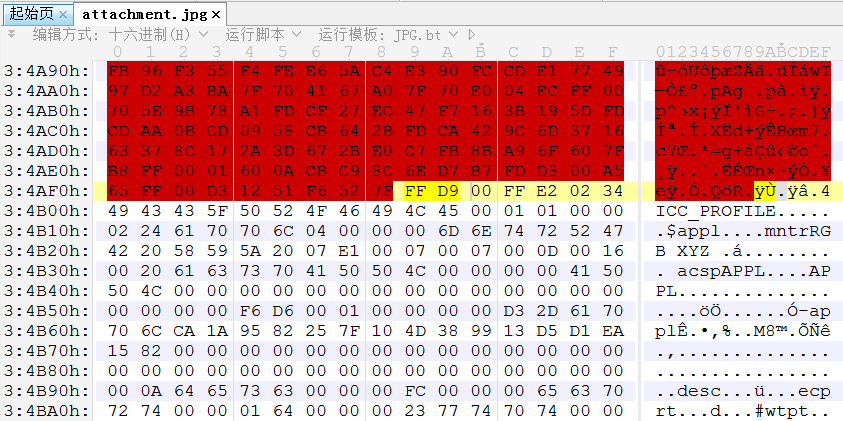 起始页 × attachment.jpg ×
编辑方式: 十六进制(H) 运行脚本 运行模板: JPG.bt
0 1 2 3 4 5 6 7 8 9 A B C D E F 0123456789ABCDEF
3:4A90h: FB 96 F3 55 F4 FE E6 5A C4 E3 90 FC CD E1 77 49 û–óUôþæZÄã.üÍáwI
3:4AA0h: 97 D2 A3 BA 7F 70 41 67 A0 7F 70 E0 04 EC FF 00 —Ò£º.pAg .pà.ìÿ.
3:4AB0h: 70 5E 9B 78 A1 FD CF 27 EC 47 F7 16 3B 19 5D FD p^›x¡ýÏ'ìG÷.;.]ý
3:4AC0h: CD AA 0B CD 09 58 CB 64 2B FD CA 42 9C 6D 37 16 Íª.Í.XËd+ýÊBœm7.
3:4AD0h: 63 37 8C 17 2A 3D 67 2B E0 C7 FB 8B A9 6F 60 7F c7Œ.*=g+àÇû‹©o`.
3:4AE0h: B8 FF 00 01 60 0A CB C9 8C 6E D7 B7 FD D3 00 A5 ¸ÿ..`.ËÉŒn×·ýÓ.¥
3:4AF0h: 65 FF 00 D3 12 51 F6 52 7F FF D9 00 FF E2 02 34 eÿ.Ó.QöR.ÿÙ.ÿâ.4
3:4B00h: 49 43 43 5F 50 52 4F 46 49 4C 45 00 01 01 00 00 ICC_PROFILE.....
3:4B10h: 02 24 61 70 70 6C 04 00 00 00 6D 6E 74 72 52 47 .$appl....mntrRG
3:4B20h: 42 20 58 59 5A 20 07 E1 00 07 00 07 00 0D 00 16 B XYZ .á........
3:4B30h: 00 20 61 63 73 70 41 50 50 4C 00 00 00 00 41 50 . acspAPPL....AP
3:4B40h: 50 4C 00 00 00 00 00 00 00 00 00 00 00 00 00 00 PL..............
3:4B50h: 00 00 00 00 F6 D6 00 01 00 00 00 00 D3 2D 61 70 ....öÖ......Ó-ap
3:4B60h: 70 6C CA 1A 95 82 25 7F 10 4D 38 99 13 D5 D1 EA plÊ.•‚%..M8™.ÕÑê
3:4B70h: 15 82 00 00 00 00 00 00 00 00 00 00 00 00 00 00 .‚..............
3:4B80h: 00 00 00 00 00 00 00 00 00 00 00 00 00 00 00 00 ................
3:4B90h: 00 0A 64 65 73 63 00 00 00 FC 00 00 00 65 63 70 ..desc...ü...ecp
3:4BA0h: 72 74 00 00 01 64 00 00 00 23 77 74 70 74 00 00 rt...d...#wtpt..